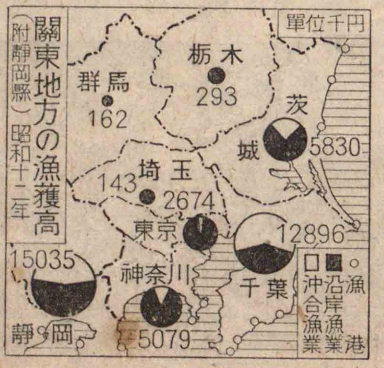 關東地方の漁獲高
（附靜岡縣）昭和十二年
單位千円
栃木
293
群馬
162
茨城
5830
埼玉
143
東京
2674
千葉
12896
神奈川
5079
靜岡
15035
○漁港
■沿岸漁業
□沖合漁業